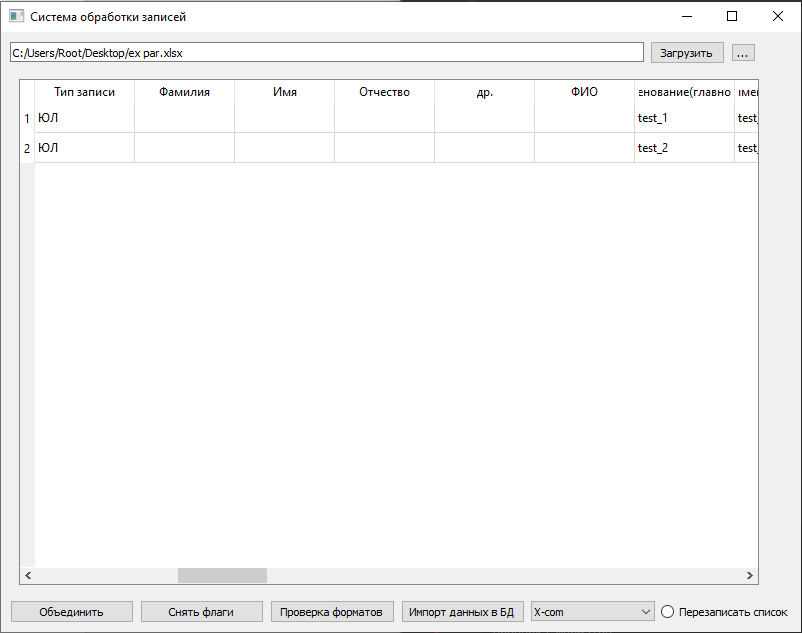 Система обработки записей
C:/Users/Root/Desktop/ex par.xlsx Загрузить ...
Тип записи Фамилия Имя Отчество др. ФИО енование(главно
1 ЮЛ test_1 test_
2 ЮЛ test_2 test_
Объединить Снять флаги Проверка форматов Импорт данных в БД X-com Перезаписать список